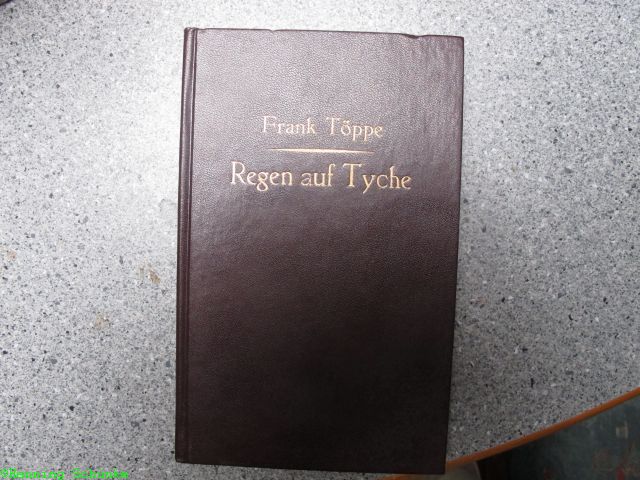 Frank Töppe
Regen auf Tyche